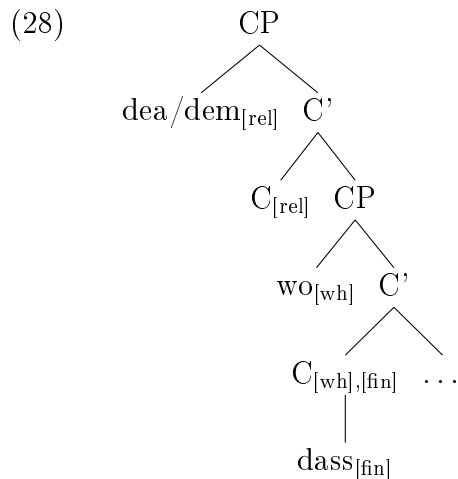 (28) CP
dea/dem[rel] C'
C[rel] CP
wo[wh] C'
C[wh],[fin] ...
dass[fin]